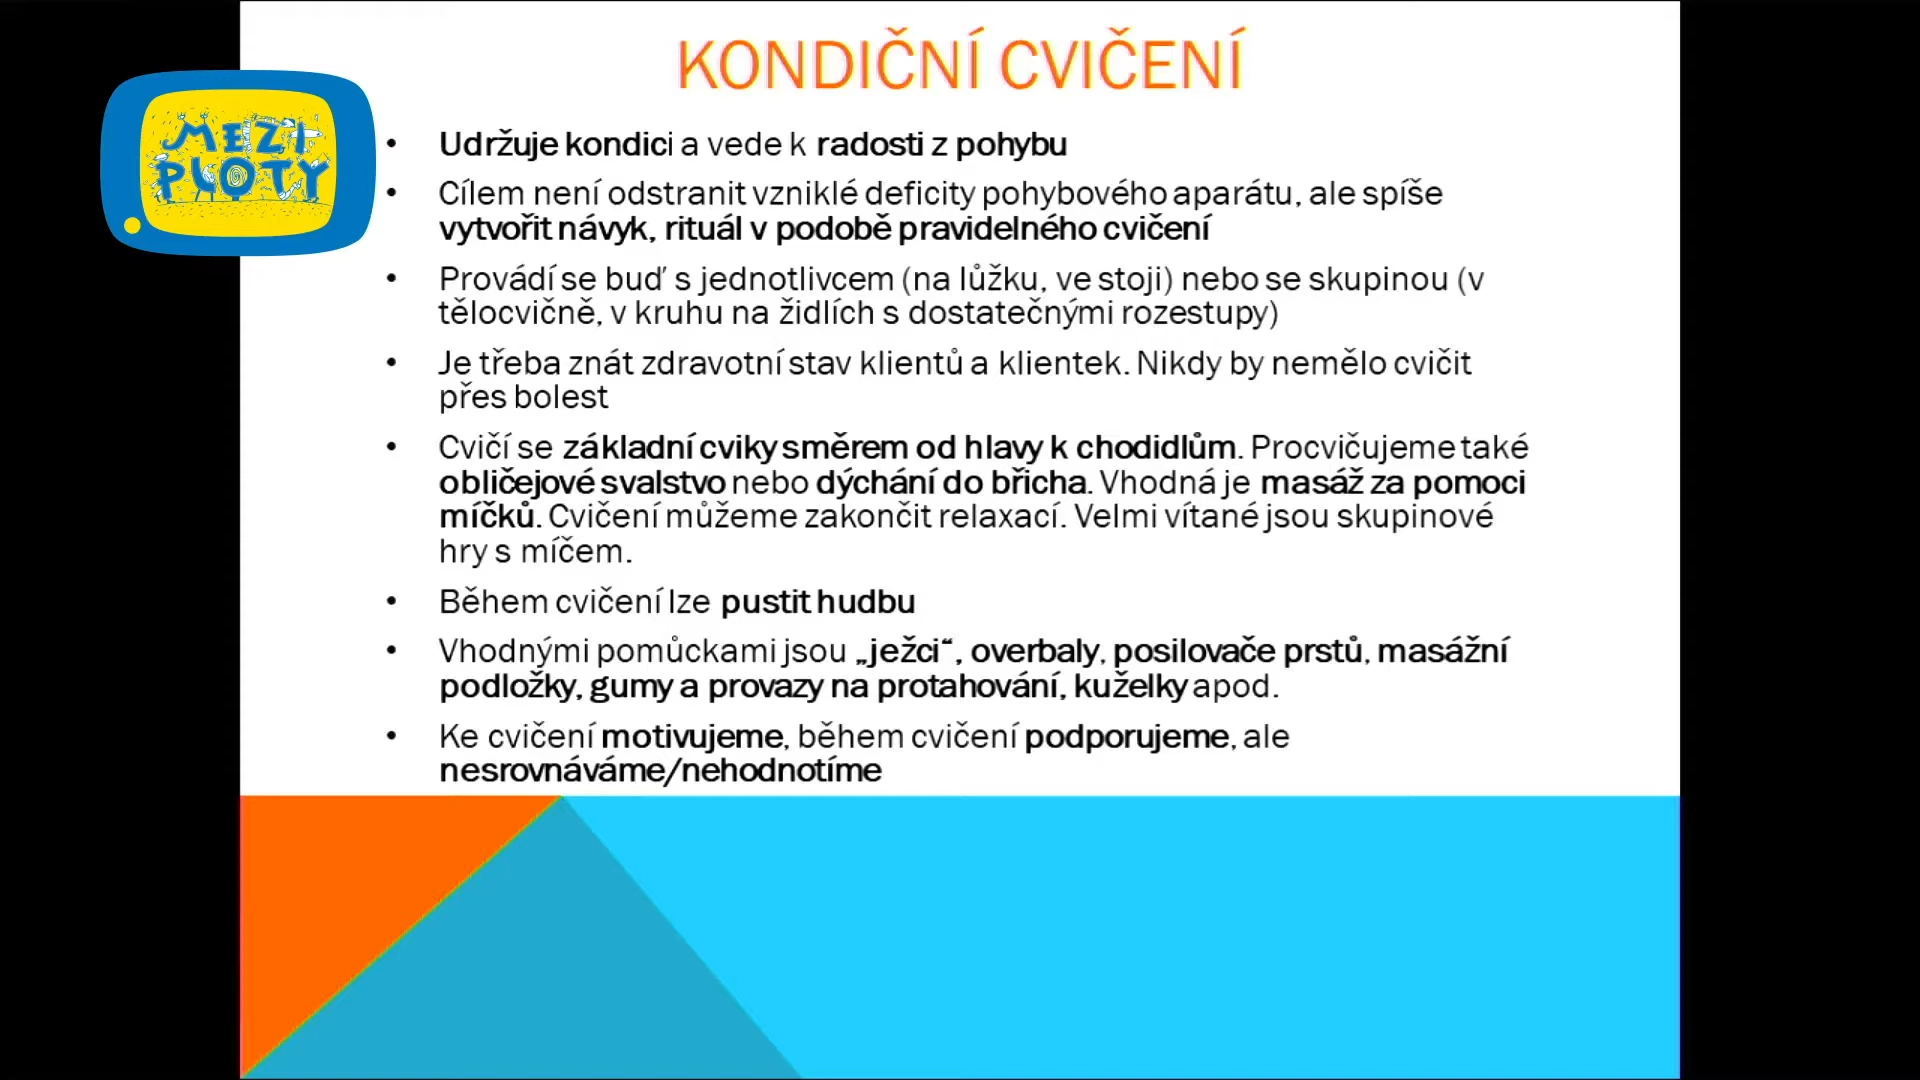 KONDIČNÍ CVIČENÍ
MEZI
PLOTY
• Udržuje kondici a vede k radosti z pohybu
• Cílem není odstranit vzniklé deficity pohybového aparátu, ale spíše
vytvořit návyk, rituál v podobě pravidelného cvičení
• Provádí se buď s jednotlivcem (na lůžku, ve stoji) nebo se skupinou (v
tělocvičně, v kruhu na židlích s dostatečnými rozestupy)
• Je třeba znát zdravotní stav klientů a klientek. Nikdy by nemělo cvičit
přes bolest
• Cvičí se základní cviky směrem od hlavy k chodidlům. Procvičujeme také
obličejové svalstvo nebo dýchání do břicha. Vhodná je masáž za pomoci
míčků. Cvičení můžeme zakončit relaxací. Velmi vítané jsou skupinové
hry s míčem.
• Během cvičení lze pustit hudbu
• Vhodnými pomůckami jsou „ježci“, overbaly, posilovače prstů, masážní
podložky, gumy a provazy na protahování, kuželky apod.
• Ke cvičení motivujeme, během cvičení podporujeme, ale
nesrovnáváme/nehodnotíme